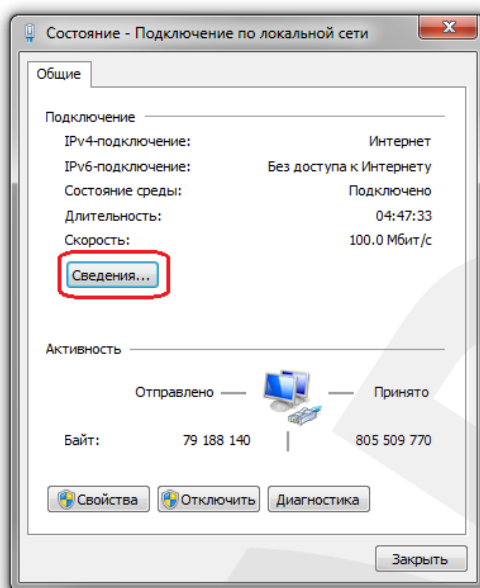 Состояние - Подключение по локальной сети
Общие
Подключение
IPv4-подключение: Интернет
IPv6-подключение: Без доступа к Интернету
Состояние среды: Подключено
Длительность: 04:47:33
Скорость: 100.0 Мбит/с
Сведения...
Активность
Отправлено — Принято
Байт: 79 188 140 805 509 770
Свойства Отключить Диагностика
Закрыть